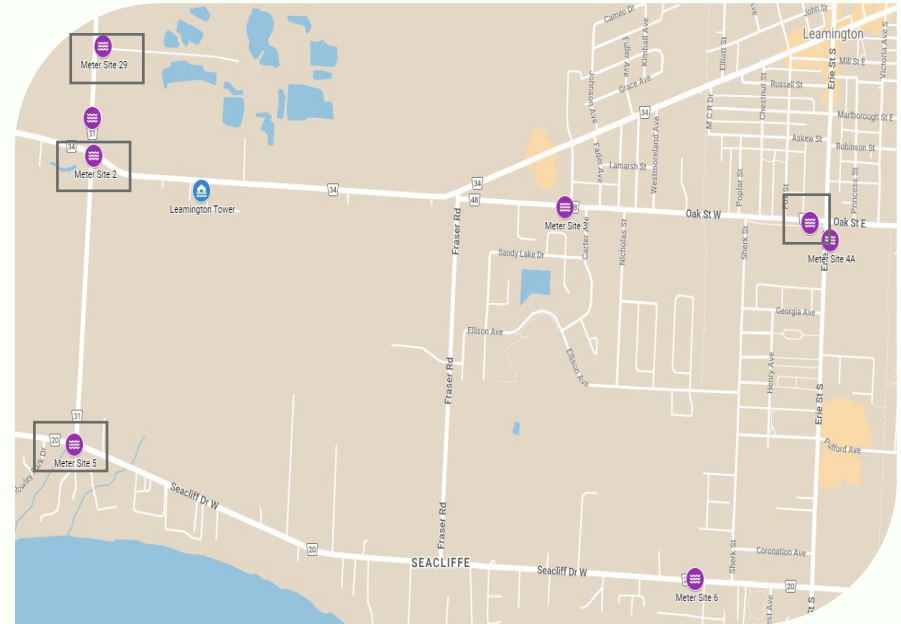 Cameo Dr
John St
Leamington
Meter Site 29
Fuller Ave
Kimball Ave
Elliott St
Erie St S
Victoria Ave S
Mill St E
Johnson Ave
Grace Ave
Chestnut St
Russell St
M C R Dr
34
Marlborough St E
31
34
Askew St
Robinson St
Meter Site 2
Fader Ave
Lamarsh St
Westmoreland Ave
Poplar St
Princess St
34
34
48
Leamington Tower
Fraser Rd
Meter Site 3
Carter Ave
Nicholas St
Oak St W
Oak St E
Sherk St
Meter Site 4A
Sandy Lake Dr
Georgia Ave
Ellison Ave
Ellison Ave
Fraser Rd
Henry Ave
Erie St S
31
20
Meter Site 5
Pulford Ave
Seacliff Dr W
Fraser Rd
20
SEACLIFFE
Seacliff Dr W
Sherk St
Coronation Ave
20
Meter Site 6